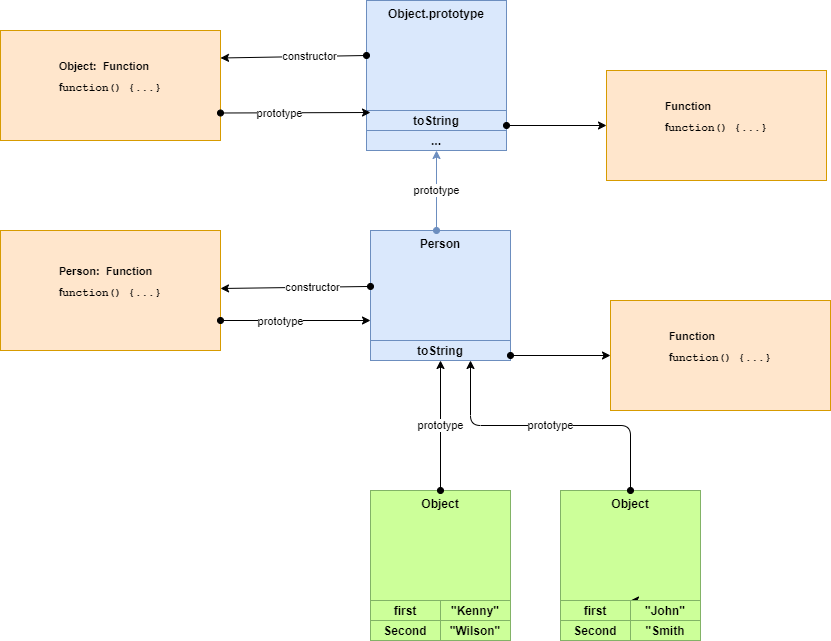 Object.prototype
constructor
Object: Function
function() {...}
prototype
Function
function() {...}
toString
...
prototype
Person
Person: Function
function() {...}
constructor
prototype
Function
function() {...}
toString
prototype
prototype
Object
Object
first "Kenny"
first "John"
Second "Wilson"
Second "Smith